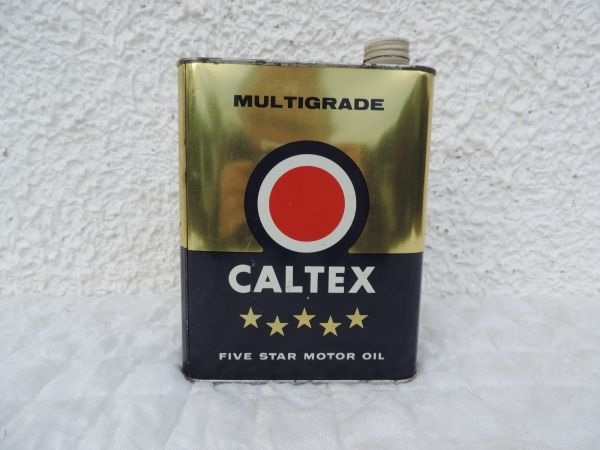 MULTIGRADE
CALTEX
FIVE STAR MOTOR OIL